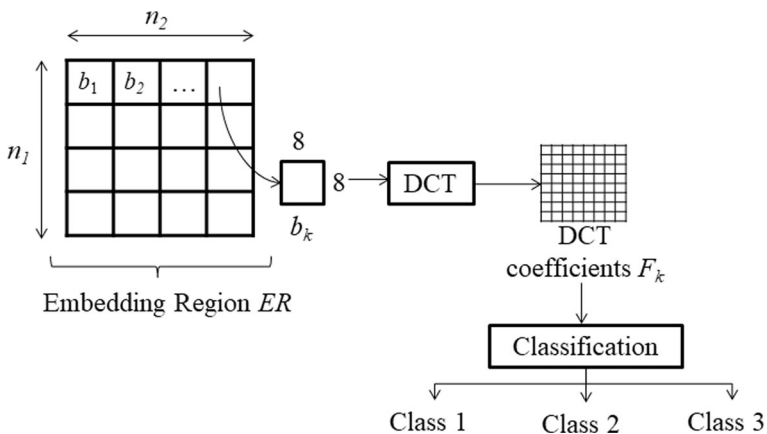 n2
b1 b2 ...
n1
8
8
bk
DCT
DCT
coefficients Fk
Embedding Region ER
Classification
Class 1 Class 2 Class 3